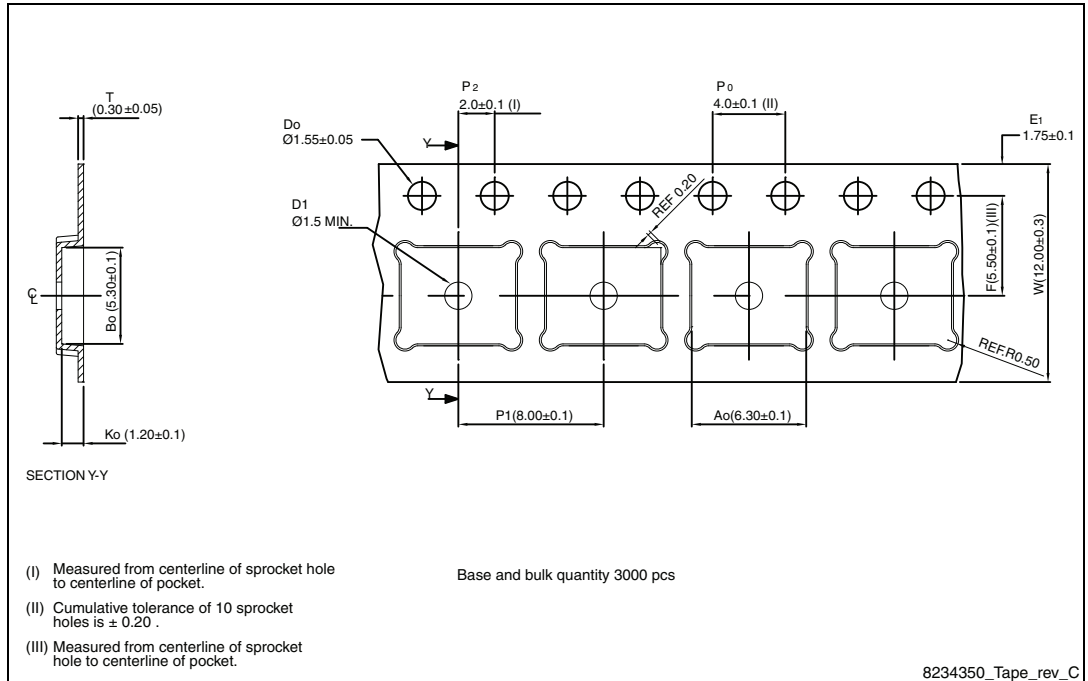 T
(0.30 ±0.05)
P2
2.0±0.1 (I)
P0
4.0±0.1 (II)
Do
Ø1.55±0.05
E1
1.75±0.1
Y
REF 0.20
D1
Ø1.5 MIN.
F(5.50±0.1)(III)
W(12.00±0.3)
CL
Bo (5.30±0.1)
REF.R0.50
Y
P1(8.00±0.1)
Ao(6.30±0.1)
Ko (1.20±0.1)
SECTION Y-Y
(I) Measured from centerline of sprocket hole
to centerline of pocket.
Base and bulk quantity 3000 pcs
(II) Cumulative tolerance of 10 sprocket
holes is ± 0.20 .
(III) Measured from centerline of sprocket
hole to centerline of pocket.
8234350_Tape_rev_C